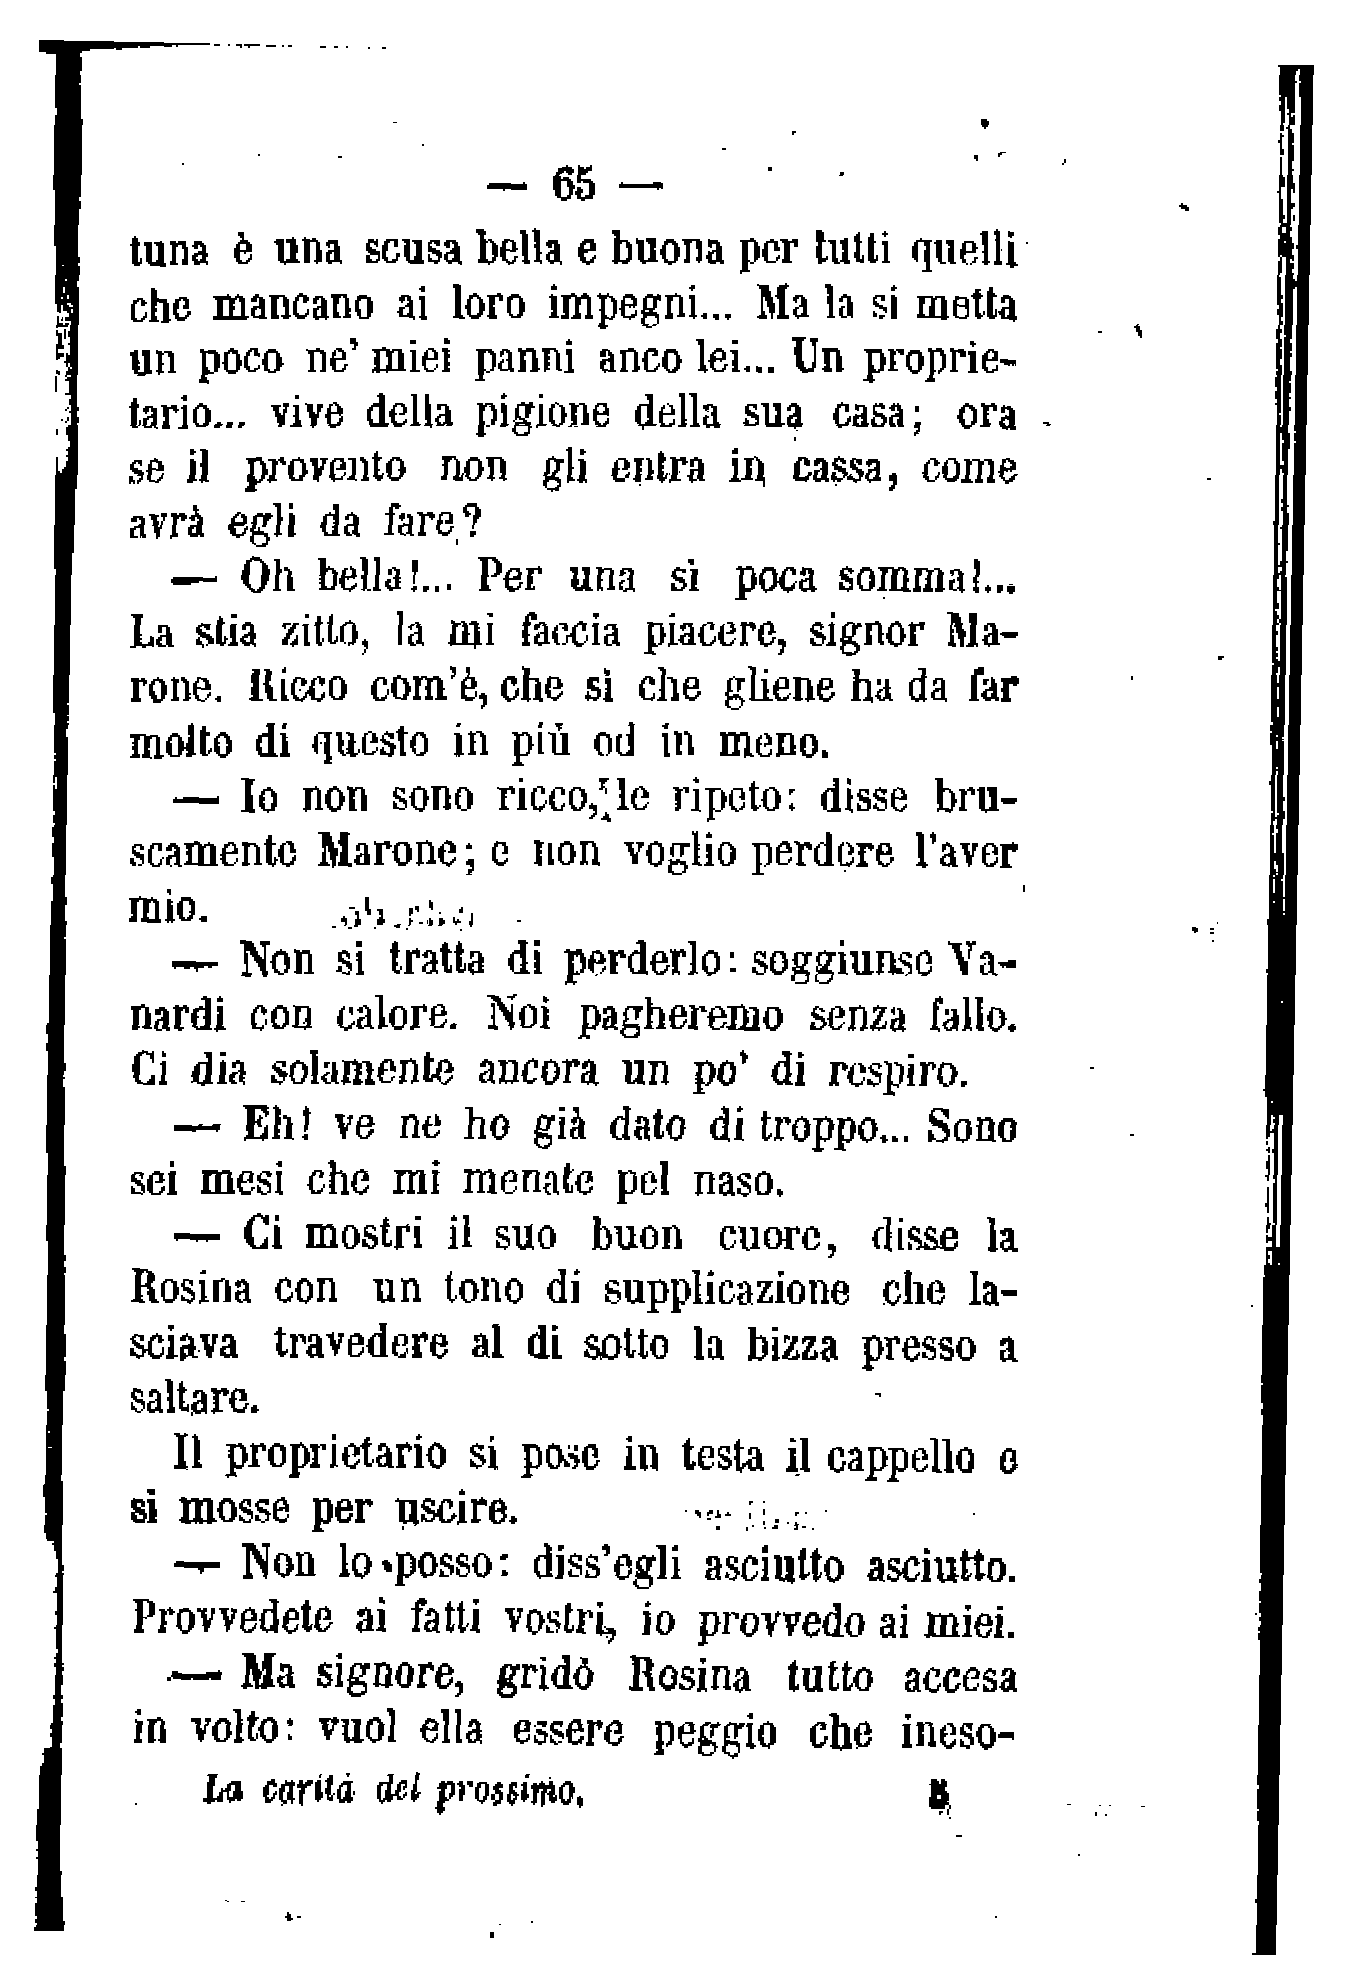 — 65 —
tuna è una scusa bella e buona per tutti quelli
che mancano ai loro impegni... Ma la si metta
un poco ne' miei panni anco lei... Un proprie-
tario... vive della pigione della sua casa; ora
se il provento non gli entra in cassa, come
avrà egli da fare?
— Oh bella!... Per una sì poca somma!...
La stia zitto, la mi faccia piacere, signor Ma-
rone. Ricco com'è, che sì che gliene ha da far
molto di questo in più od in meno.
— Io non sono ricco, le ripeto: disse bru-
scamente Marone; e non voglio perdere l'aver
mio.
— Non si tratta di perderlo: soggiunse Va-
nardi con calore. Noi pagheremo senza fallo.
Ci dia solamente ancora un po' di respiro.
— Eh! ve ne ho già dato di troppo... Sono
sei mesi che mi menate pel naso.
— Ci mostri il suo buon cuore, disse la
Rosina con un tono di supplicazione che la-
sciava travedere al di sotto la bizza presso a
saltare.
Il proprietario si pose in testa il cappello e
si mosse per uscire.
— Non lo posso: diss'egli asciutto asciutto.
Provvedete ai fatti vostri, io provvedo ai miei.
— Ma signore, gridò Rosina tutto accesa
in volto: vuol ella essere peggio che ineso-
La carità del prossimo. 5